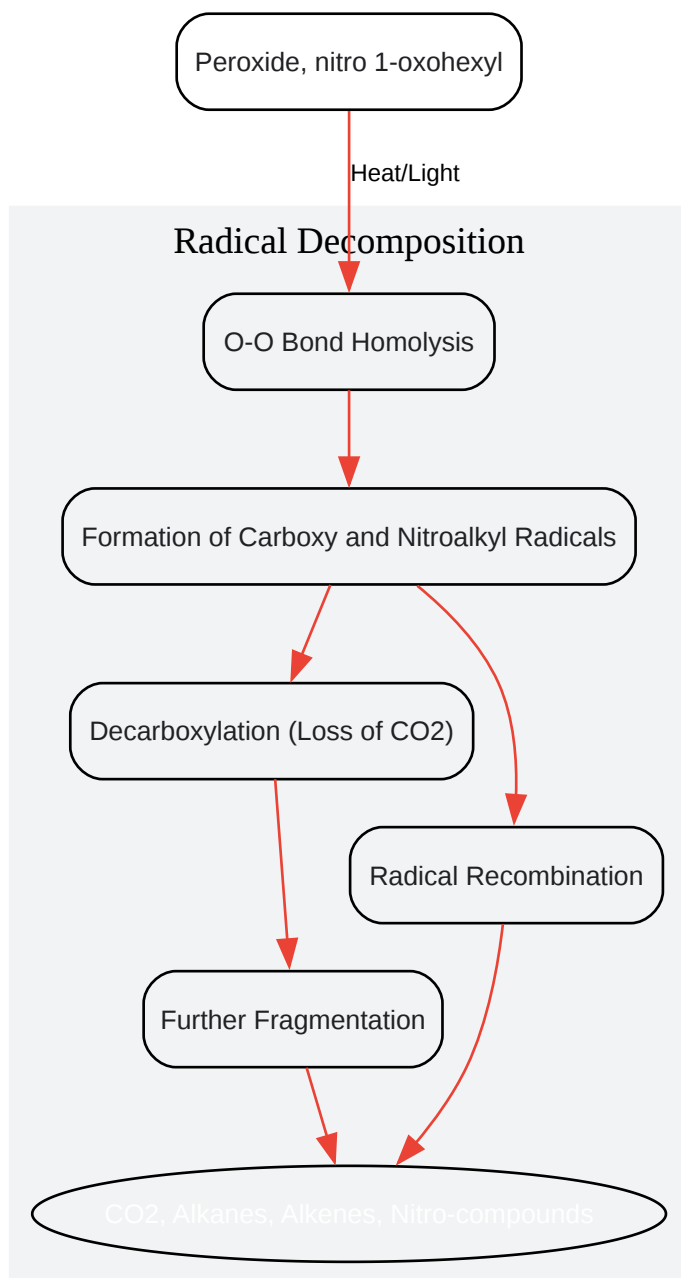 Peroxide, nitro 1-oxohexyl
Heat/Light
Radical Decomposition
O-O Bond Homolysis
Formation of Carboxy and Nitroalkyl Radicals
Decarboxylation (Loss of CO2)
Radical Recombination
Further Fragmentation
CO2, Alkanes, Alkenes, Nitro-compounds